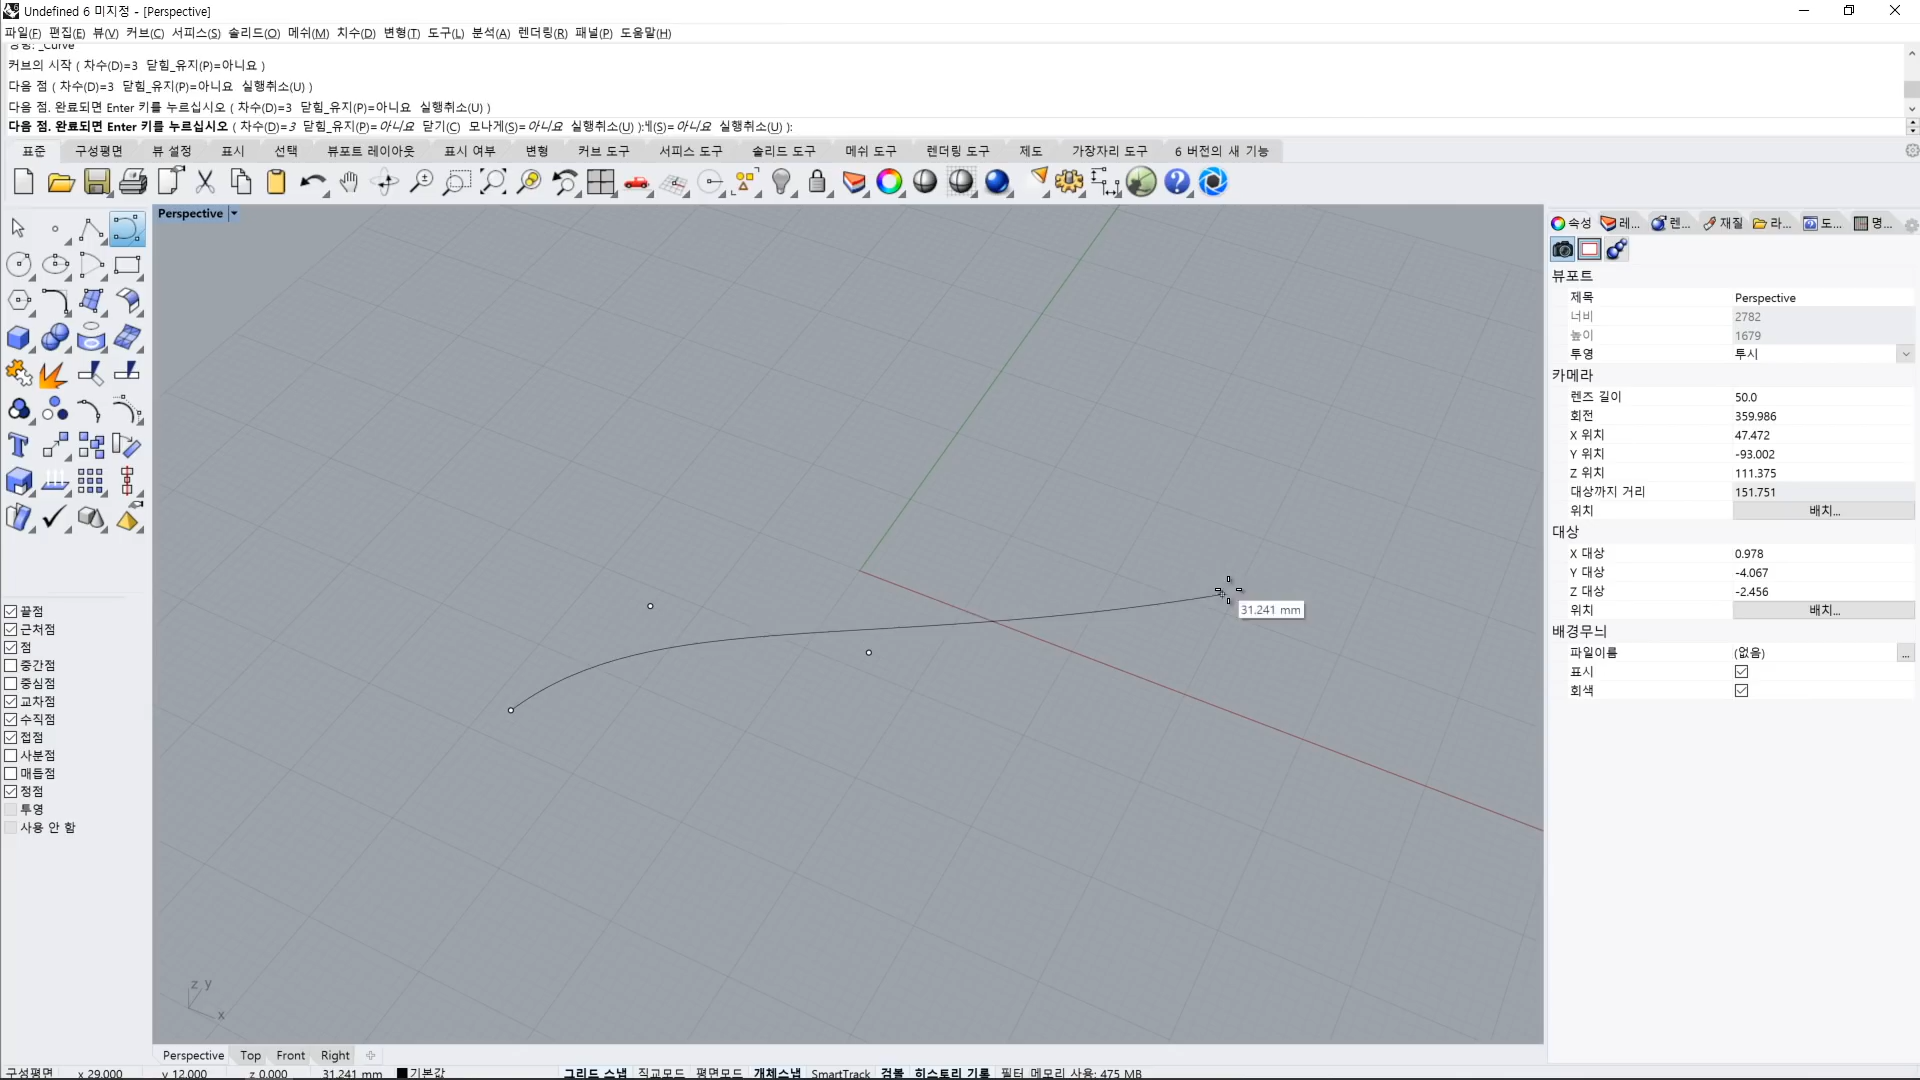 Undefined 6 미지정 - [Perspective]
파일(F) 편집(E) 뷰(V) 커브(C) 서피스(S) 솔리드(O) 메쉬(M) 치수(D) 변형(T) 도구(L) 분석(A) 렌더링(R) 패널(P) 도움말(H)
명령: _Curve
커브의 시작 ( 차수(D)=3 닫힘_유지(P)=아니요 )
다음 점 ( 차수(D)=3 닫힘_유지(P)=아니요 실행취소(U) )
다음 점. 완료되면 Enter 키를 누르십시오 ( 차수(D)=3 닫힘_유지(P)=아니요 실행취소(U) )
다음 점. 완료되면 Enter 키를 누르십시오 ( 차수(D)=3 닫힘_유지(P)=아니요 닫기(C) 모나게(S)=아니요 실행취소(U) ):게(S)=아니요 실행취소(U) ):
표준 구성평면 뷰 설정 표시 선택 뷰포트 레이아웃 표시 여부 변형 커브 도구 서피스 도구 솔리드 도구 메쉬 도구 렌더링 도구 제도 가장자리 도구 6 버전의 새 기능
Perspective
속성 레... 렌... 재질 라... 도... 명...
뷰포트
제목 Perspective
너비 2782
높이 1679
투영 투시
카메라
렌즈 길이 50.0
회전 359.986
X 위치 47.472
Y 위치 -93.002
Z 위치 111.375
대상까지 거리 151.751
위치 배치...
대상
X 대상 0.978
Y 대상 -4.067
Z 대상 -2.456
위치 배치...
배경무늬
파일이름 (없음) ...
표시
회색
끝점
근처점
점
중간점
중심점
교차점
수직점
접점
사분점
매듭점
정점
투영
사용 안 함
31.241 mm
z y
x
Perspective Top Front Right
구성평면 x 29.000 y 12.000 z 0.000 31.241 mm 기본값 그리드 스냅 직교모드 평면모드 개체스냅 SmartTrack 검볼 히스토리 기록 필터 메모리 사용: 475 MB